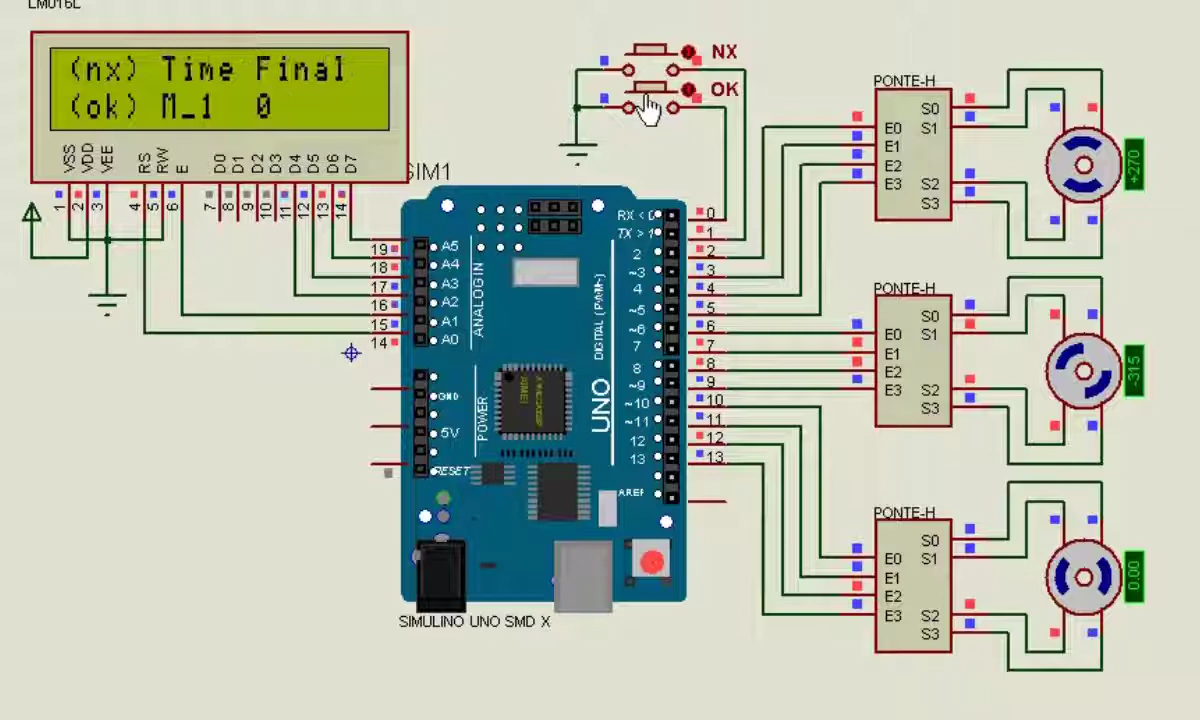 LM016L
(nx) Time Final
(ok) M_1 0
VSS VDD VEE RS RW E D0 D1 D2 D3 D4 D5 D6 D7
1 2 3 4 5 6 7 8 9 10 11 12 13 14
NX
OK
SIM1
19 A5
18 A4
17 A3
16 A2
15 A1
14 A0
ANALOG IN
GND
5V
POWER
RESET
RX < 0
TX > 1
2 2
~3 3
4 4
~5 5
~6 6
7 7
8 8
~9 9
~10 10
~11 11
12 12
13 13
AREF
DIGITAL (PWM~)
UNO
SIMULINO UNO SMD X
PONTE-H
E0 S0
E1 S1
E2 S2
E3 S3
+270
PONTE-H
E0 S0
E1 S1
E2 S2
E3 S3
-315
PONTE-H
E0 S0
E1 S1
E2 S2
E3 S3
0.00